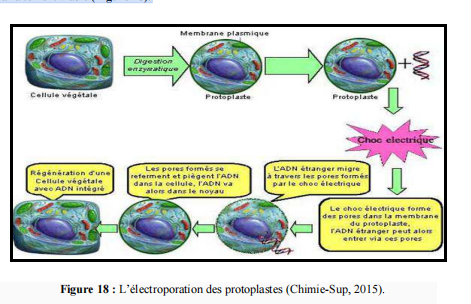 Membrane plasmique
Digestion
enzymatique
Cellule végétale
Protoplaste
Protoplaste
+
Choc electrique
Le choc électrique forme
des pores dans la membrane
du protoplaste,
l'ADN étranger peut alors
entrer via ces pores
L'ADN étranger migre
à travers les pores formés
par le choc électrique
Les pores formés se
referment et piègent l'ADN
dans la cellule, l'ADN va
alors dans le noyau
Régénération d'une
Cellule végétale
avec ADN intégré
Figure 18 : L'électroporation des protoplastes (Chimie-Sup, 2015).